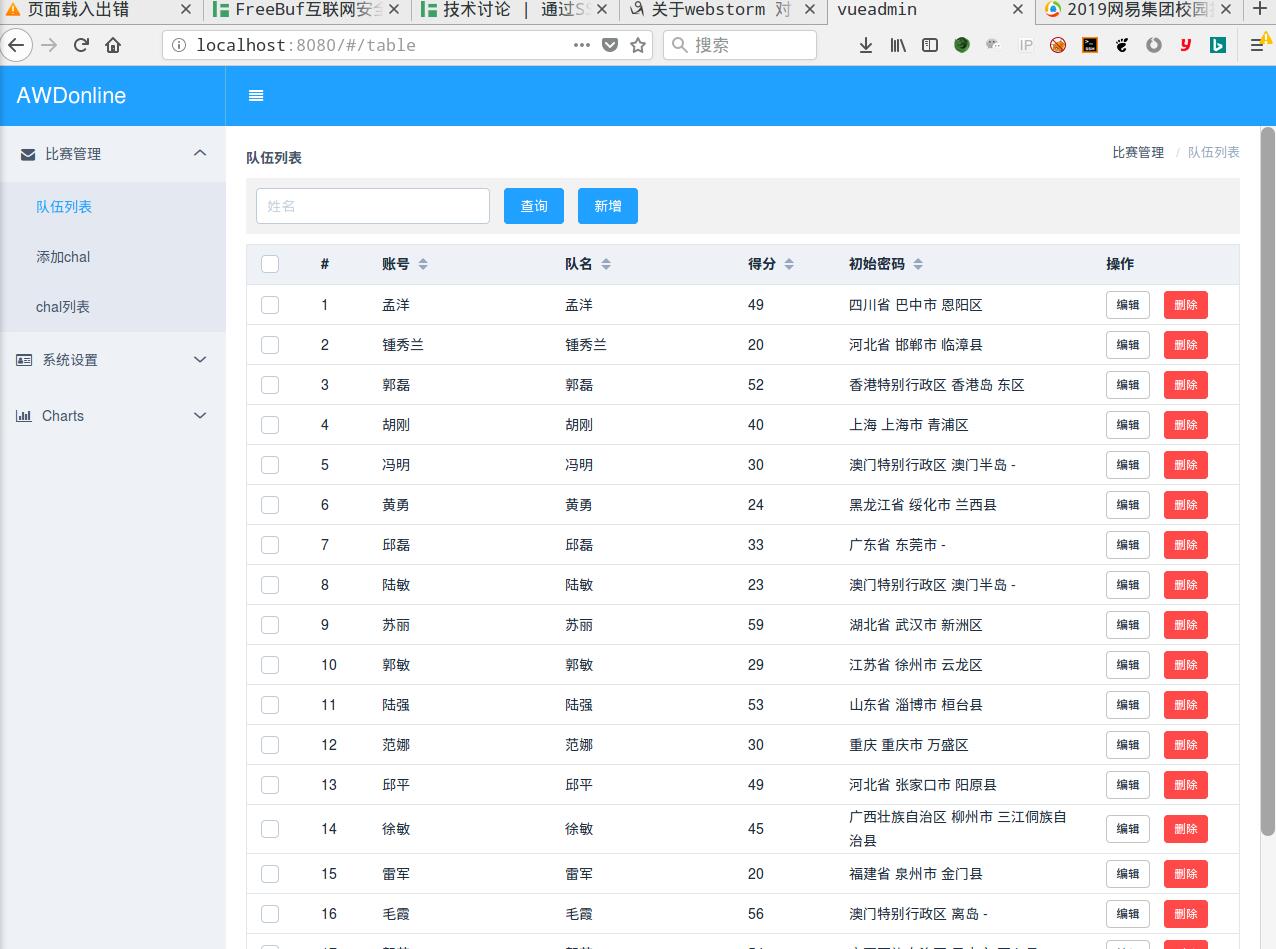 页面载入出错
FreeBuf互联网安全
技术讨论 | 通过SS
关于webstorm 对
vueadmin
2019网易集团校园招
localhost:8080/#/table
搜索
IP
AWDonline
比赛管理
队伍列表
添加chal
chal列表
系统设置
Charts
队伍列表
比赛管理 / 队伍列表
姓名 查询 新增
# 账号 队名 得分 初始密码 操作
1 孟洋 孟洋 49 四川省 巴中市 恩阳区 编辑 删除
2 锺秀兰 锺秀兰 20 河北省 邯郸市 临漳县 编辑 删除
3 郭磊 郭磊 52 香港特别行政区 香港岛 东区 编辑 删除
4 胡刚 胡刚 40 上海 上海市 青浦区 编辑 删除
5 冯明 冯明 30 澳门特别行政区 澳门半岛 - 编辑 删除
6 黄勇 黄勇 24 黑龙江省 绥化市 兰西县 编辑 删除
7 邱磊 邱磊 33 广东省 东莞市 - 编辑 删除
8 陆敏 陆敏 23 澳门特别行政区 澳门半岛 - 编辑 删除
9 苏丽 苏丽 59 湖北省 武汉市 新洲区 编辑 删除
10 郭敏 郭敏 29 江苏省 徐州市 云龙区 编辑 删除
11 陆强 陆强 53 山东省 淄博市 桓台县 编辑 删除
12 范娜 范娜 30 重庆 重庆市 万盛区 编辑 删除
13 邱平 邱平 49 河北省 张家口市 阳原县 编辑 删除
14 徐敏 徐敏 45 广西壮族自治区 柳州市 三江侗族自
治县 编辑 删除
15 雷军 雷军 20 福建省 泉州市 金门县 编辑 删除
16 毛霞 毛霞 56 澳门特别行政区 离岛 - 编辑 删除